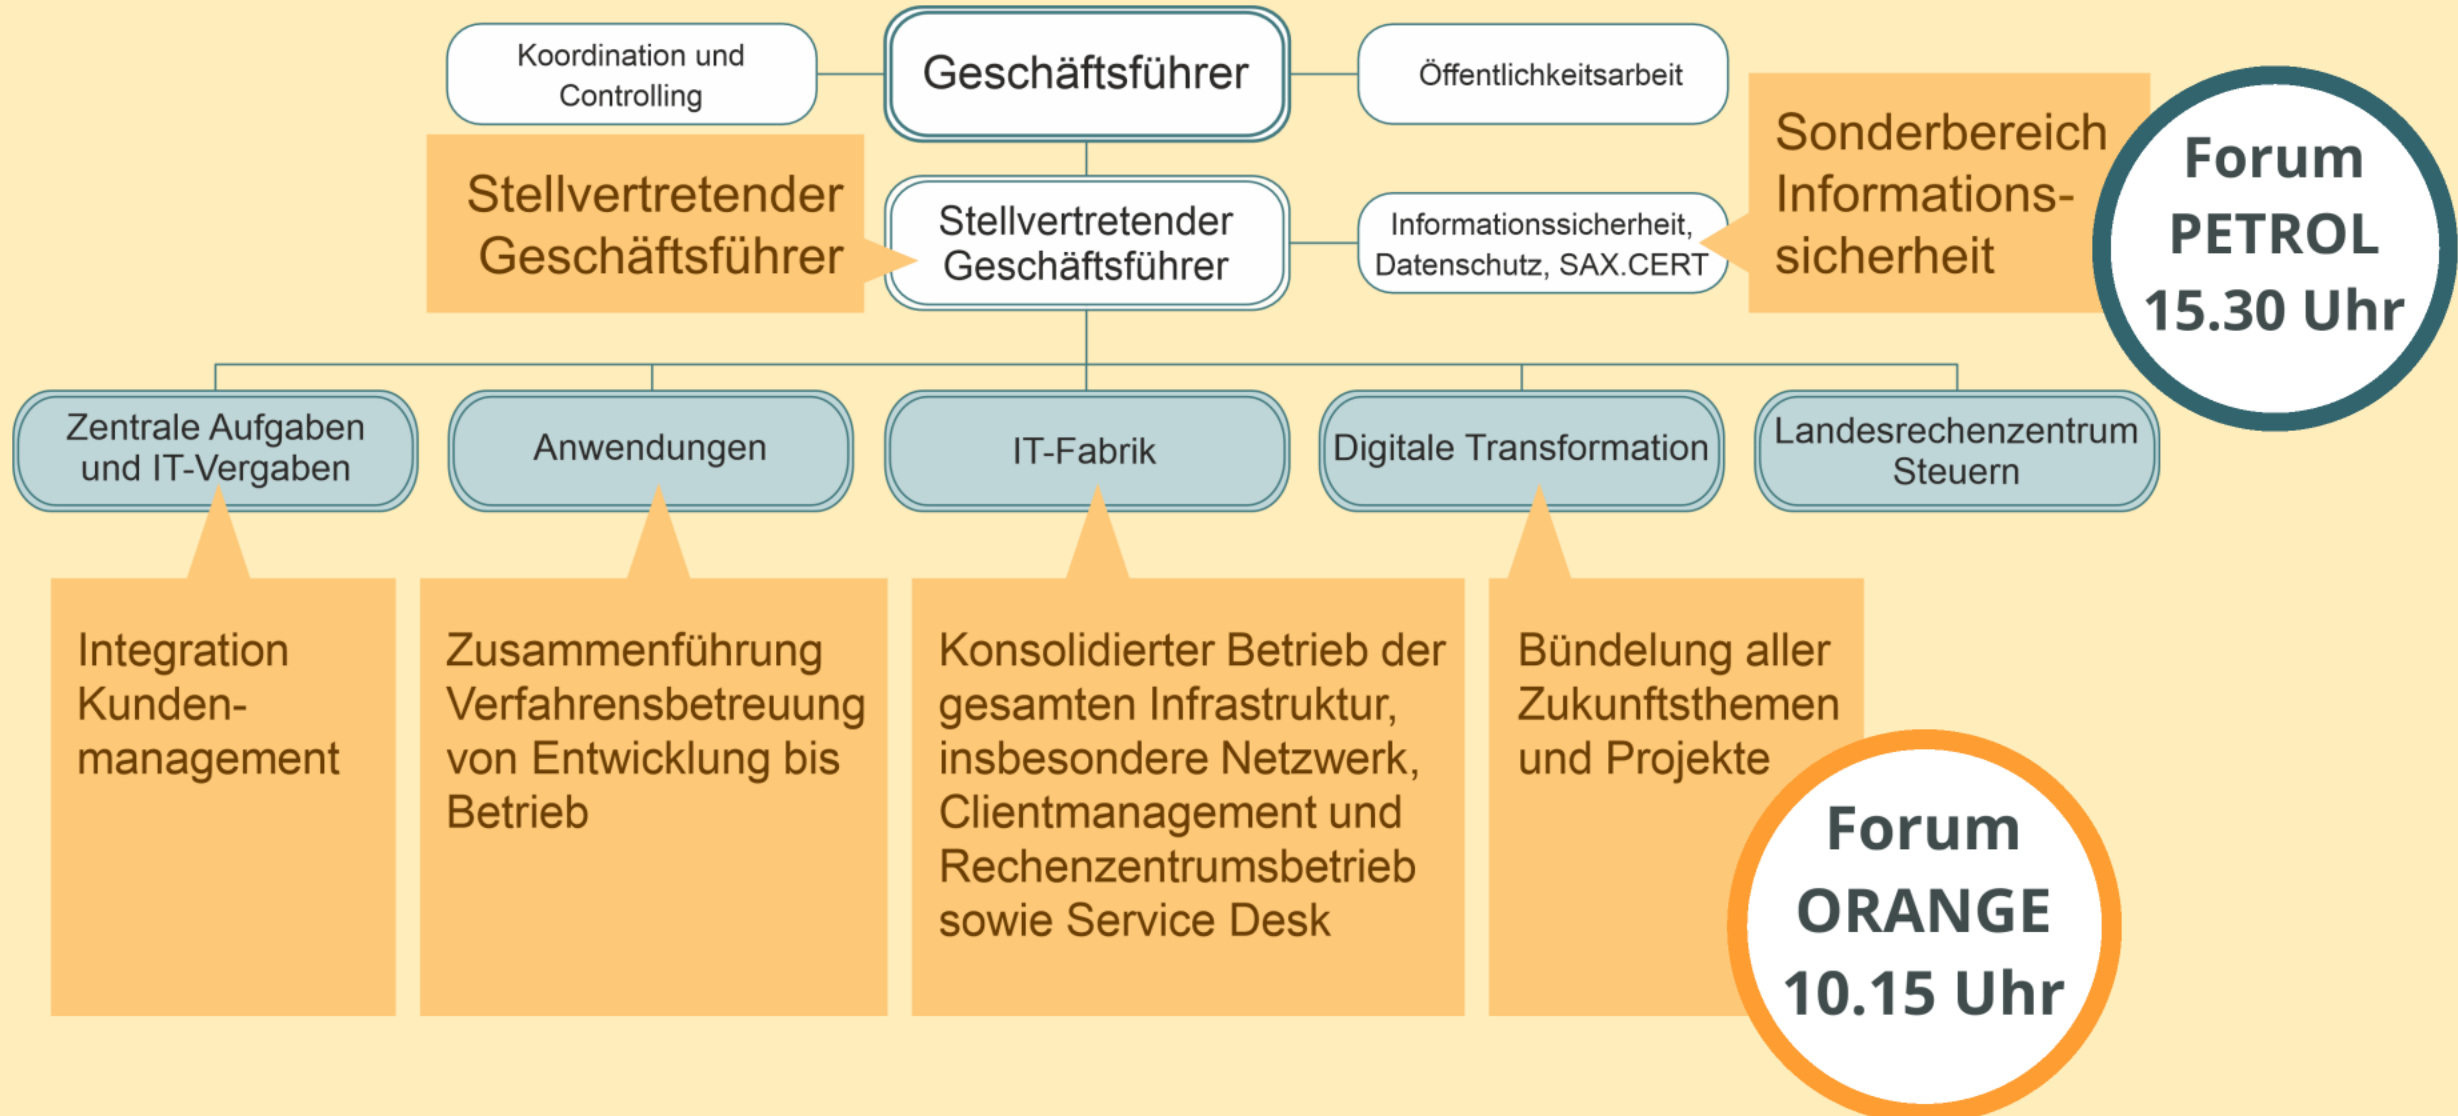 Koordination und
Controlling
Geschäftsführer
Öffentlichkeitsarbeit
Stellvertretender
Geschäftsführer
Stellvertretender
Geschäftsführer
Informationssicherheit,
Datenschutz, SAX.CERT
Sonderbereich
Informations-
sicherheit
Forum
PETROL
15.30 Uhr
Zentrale Aufgaben
und IT-Vergaben
Anwendungen
IT-Fabrik
Digitale Transformation
Landesrechenzentrum
Steuern
Integration
Kunden-
management
Zusammenführung
Verfahrensbetreuung
von Entwicklung bis
Betrieb
Konsolidierter Betrieb der
gesamten Infrastruktur,
insbesondere Netzwerk,
Clientmanagement und
Rechenzentrumsbetrieb
sowie Service Desk
Bündelung aller
Zukunftsthemen
und Projekte
Forum
ORANGE
10.15 Uhr